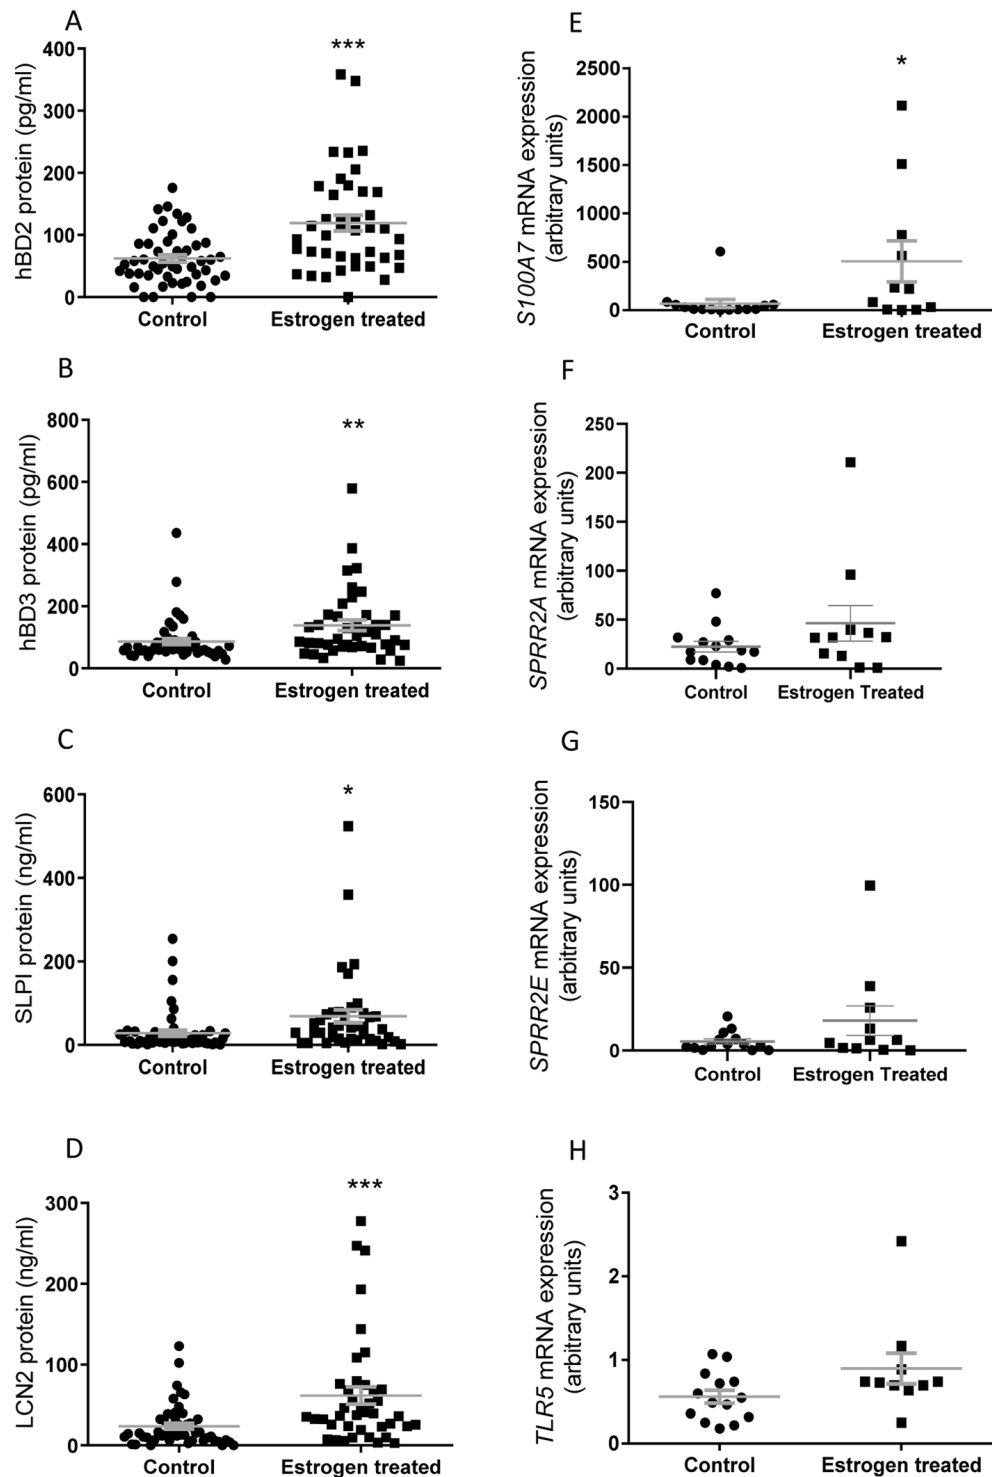 A
***
hBD2 protein (pg/ml)
400
300
200
100
0
Control
Estrogen treated
B
**
hBD3 protein (pg/ml)
800
600
400
200
0
Control
Estrogen treated
C
*
SLPI protein (ng/ml)
600
400
200
0
Control
Estrogen treated
D
***
LCN2 protein (ng/ml)
300
200
100
0
Control
Estrogen treated
E
*
S100A7 mRNA expression
(arbitrary units)
2500
2000
1500
1000
500
0
Control
Estrogen treated
F
SPRR2A mRNA expression
(arbitrary units)
250
200
150
100
50
0
Control
Estrogen Treated
G
SPRR2E mRNA expression
(arbitrary units)
150
100
50
0
Control
Estrogen Treated
H
TLR5 mRNA expression
(arbitrary units)
3
2
1
0
Control
Estrogen treated